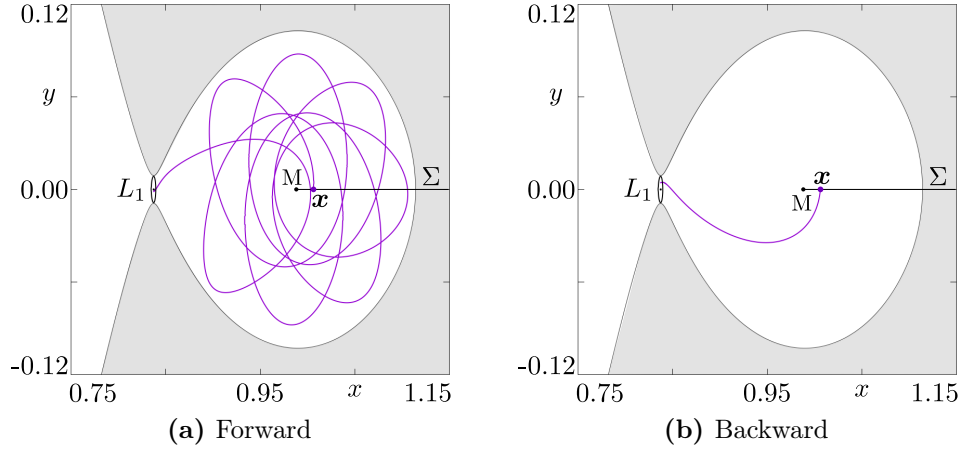 0.12
y
0.00
-0.12
L1
M
x
Σ
0.75
0.95
x
1.15
(a) Forward
0.12
y
0.00
-0.12
L1
M
x
Σ
0.75
0.95
x
1.15
(b) Backward